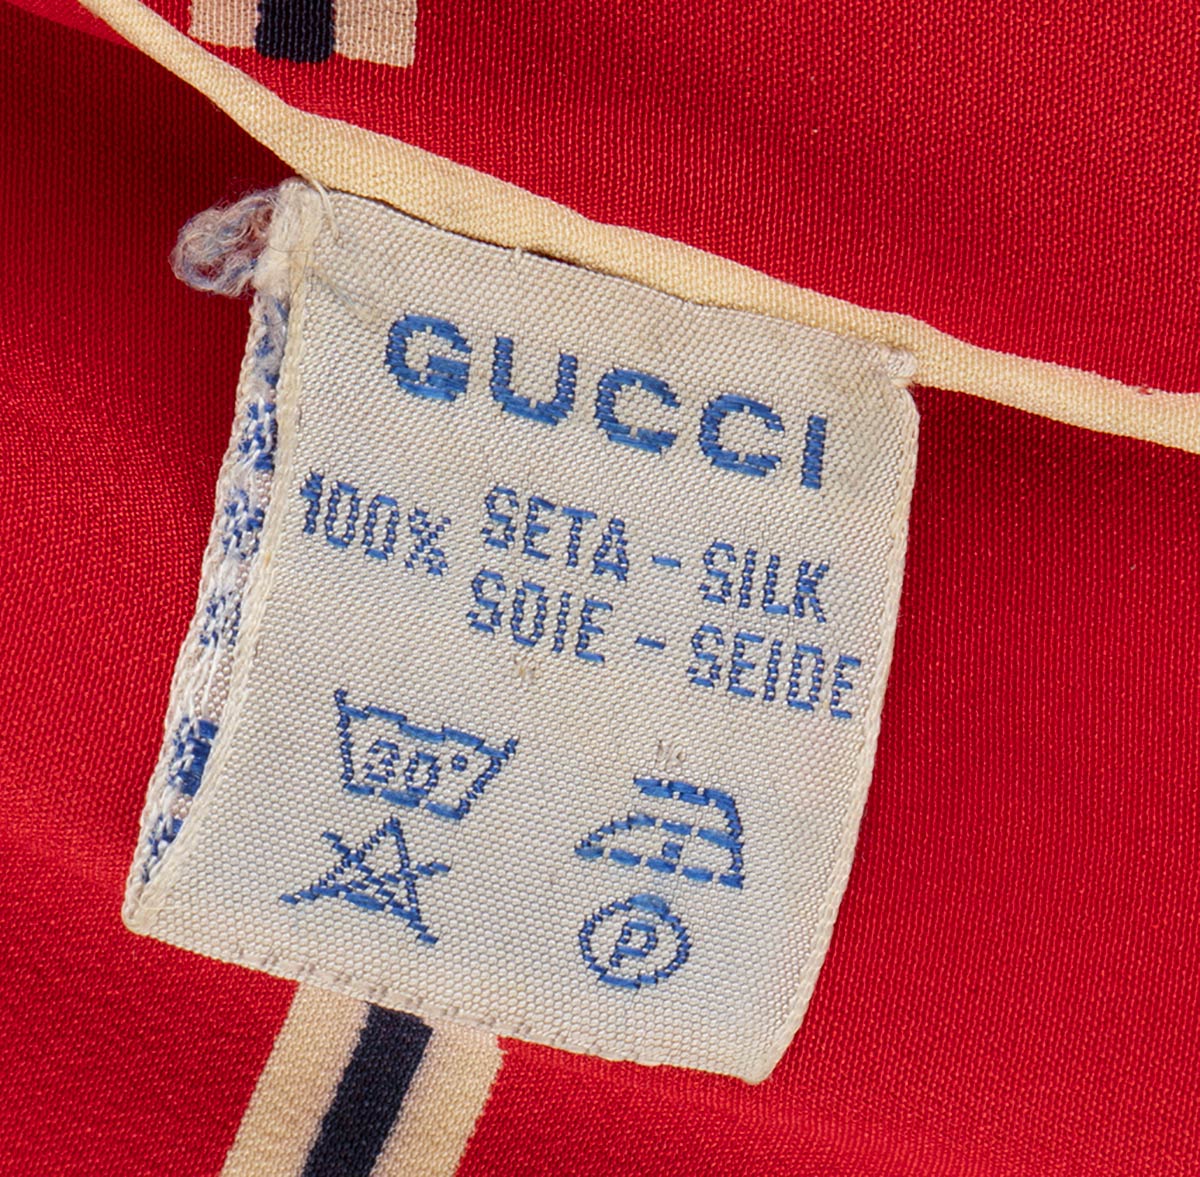 GUCCI
100% SETA - SILK
SOIE - SEIDE
30°
P